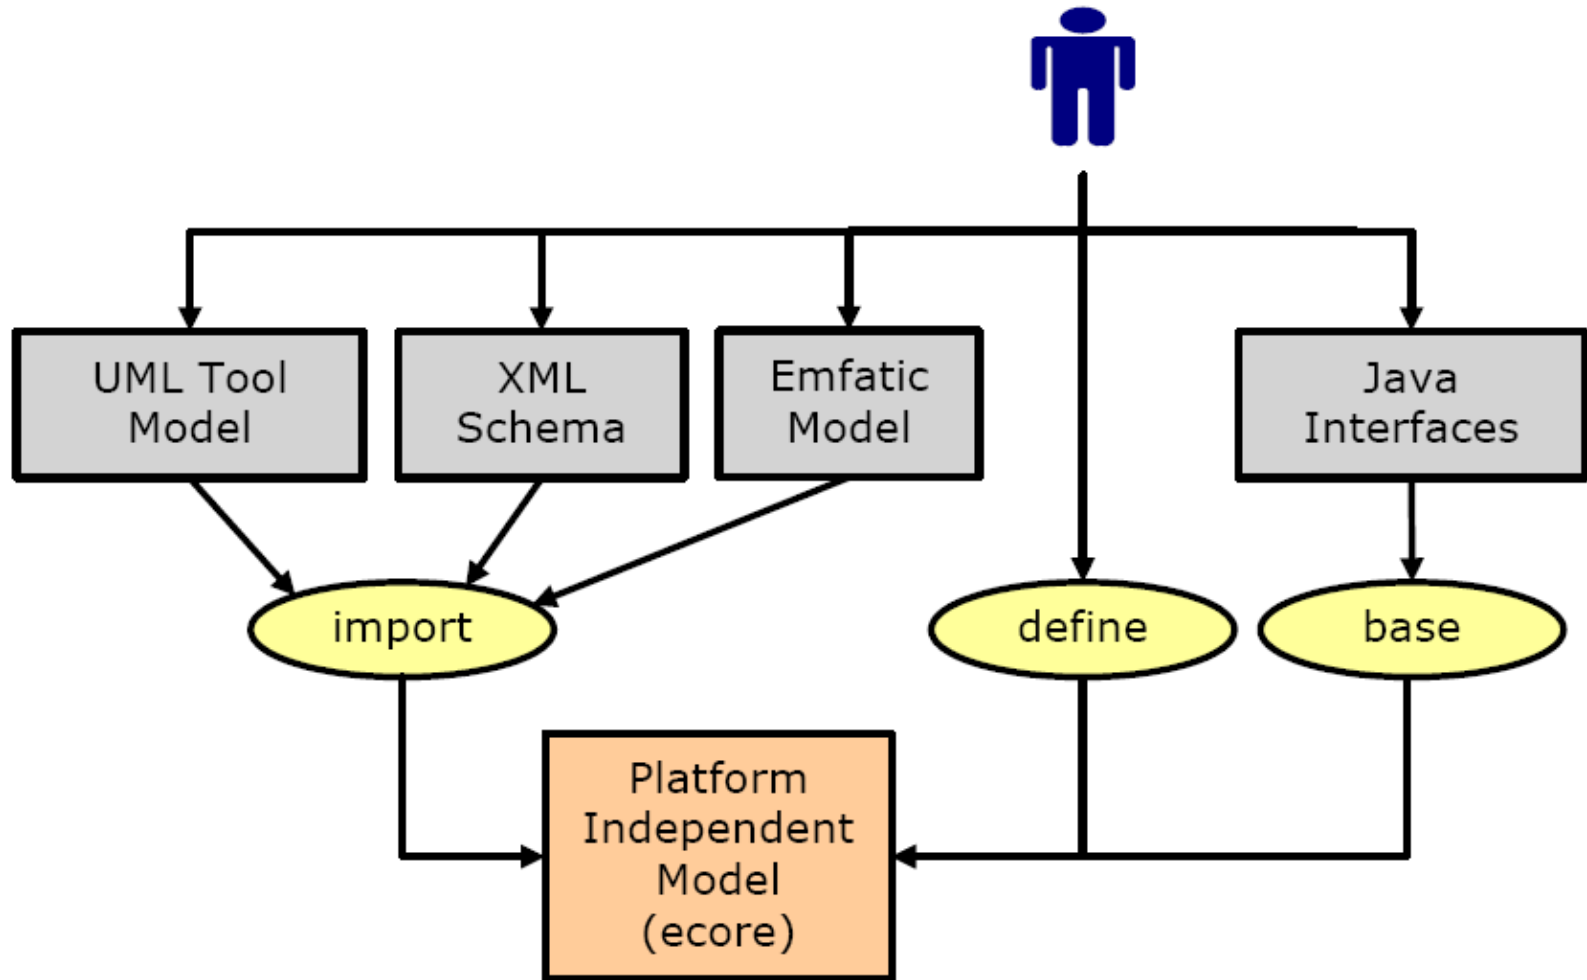 UML Tool
Model
XML
Schema
Emfatic
Model
Java
Interfaces
import
define
base
Platform
Independent
Model
(ecore)